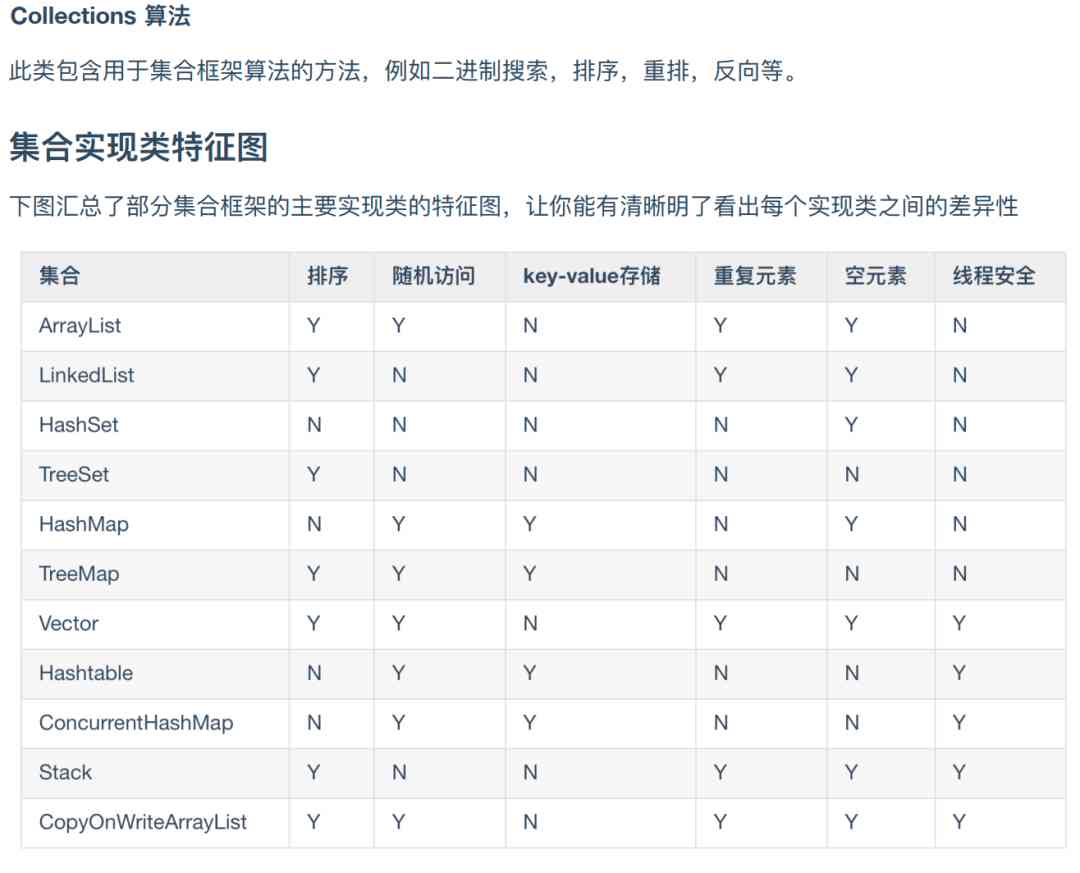 Collections 算法
此类包含用于集合框架算法的方法，例如二进制搜索，排序，重排，反向等。
集合实现类特征图
下图汇总了部分集合框架的主要实现类的特征图，让你能有清晰明了看出每个实现类之间的差异性
集合 排序 随机访问 key-value存储 重复元素 空元素 线程安全
ArrayList Y Y N Y Y N
LinkedList Y N N Y Y N
HashSet N N N N Y N
TreeSet Y N N N N N
HashMap N Y Y N Y N
TreeMap Y Y Y N N N
Vector Y Y N Y Y Y
Hashtable N Y Y N N Y
ConcurrentHashMap N Y Y N N Y
Stack Y N N Y Y Y
CopyOnWriteArrayList Y Y N Y Y Y